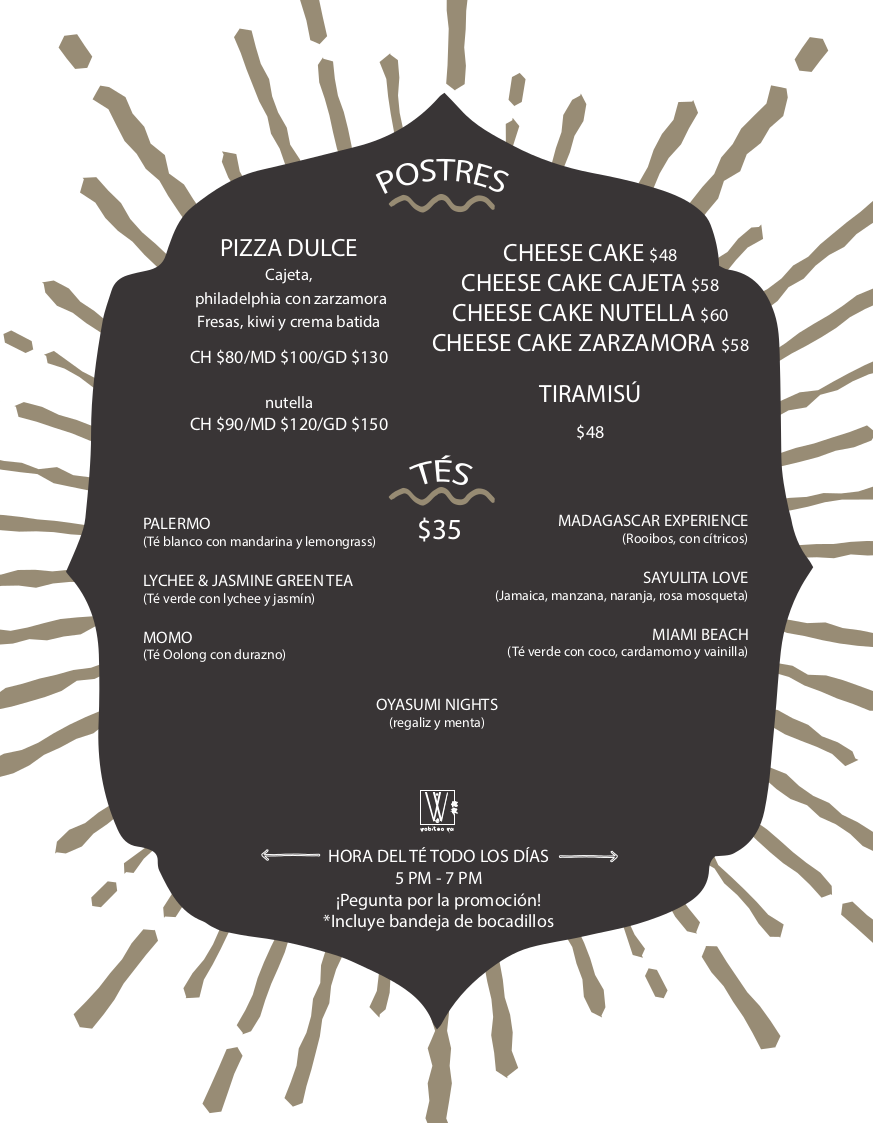 POSTRES
PIZZA DULCE
Cajeta,
philadelphia con zarzamora
Fresas, kiwi y crema batida
CH $80/MD $100/GD $130
nutella
CH $90/MD $120/GD $150
CHEESE CAKE $48
CHEESE CAKE CAJETA $58
CHEESE CAKE NUTELLA $60
CHEESE CAKE ZARZAMORA $58
TIRAMISÚ
$48
TÉS
$35
PALERMO
(Té blanco con mandarina y lemongrass)
LYCHEE & JASMINE GREEN TEA
(Té verde con lychee y jasmín)
MOMO
(Té Oolong con durazno)
MADAGASCAR EXPERIENCE
(Rooibos, con cítricos)
SAYULITA LOVE
(Jamaica, manzana, naranja, rosa mosqueta)
MIAMI BEACH
(Té verde con coco, cardamomo y vainilla)
OYASUMI NIGHTS
(regaliz y menta)
HORA DEL TÉ TODO LOS DÍAS
5 PM - 7 PM
¡Pegunta por la promoción!
*Incluye bandeja de bocadillos